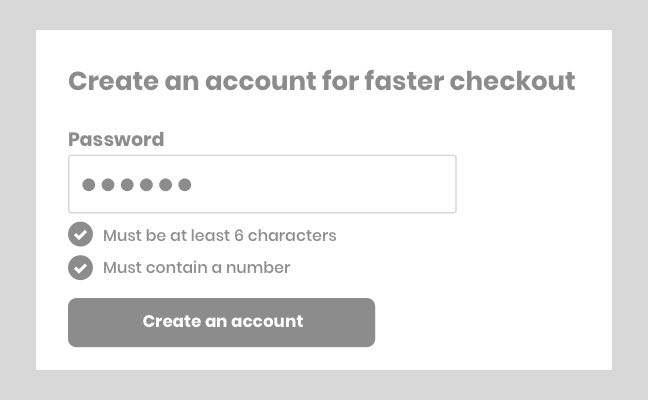 Create an account for faster checkout
Password
●●●●●●
Must be at least 6 characters
Must contain a number
Create an account